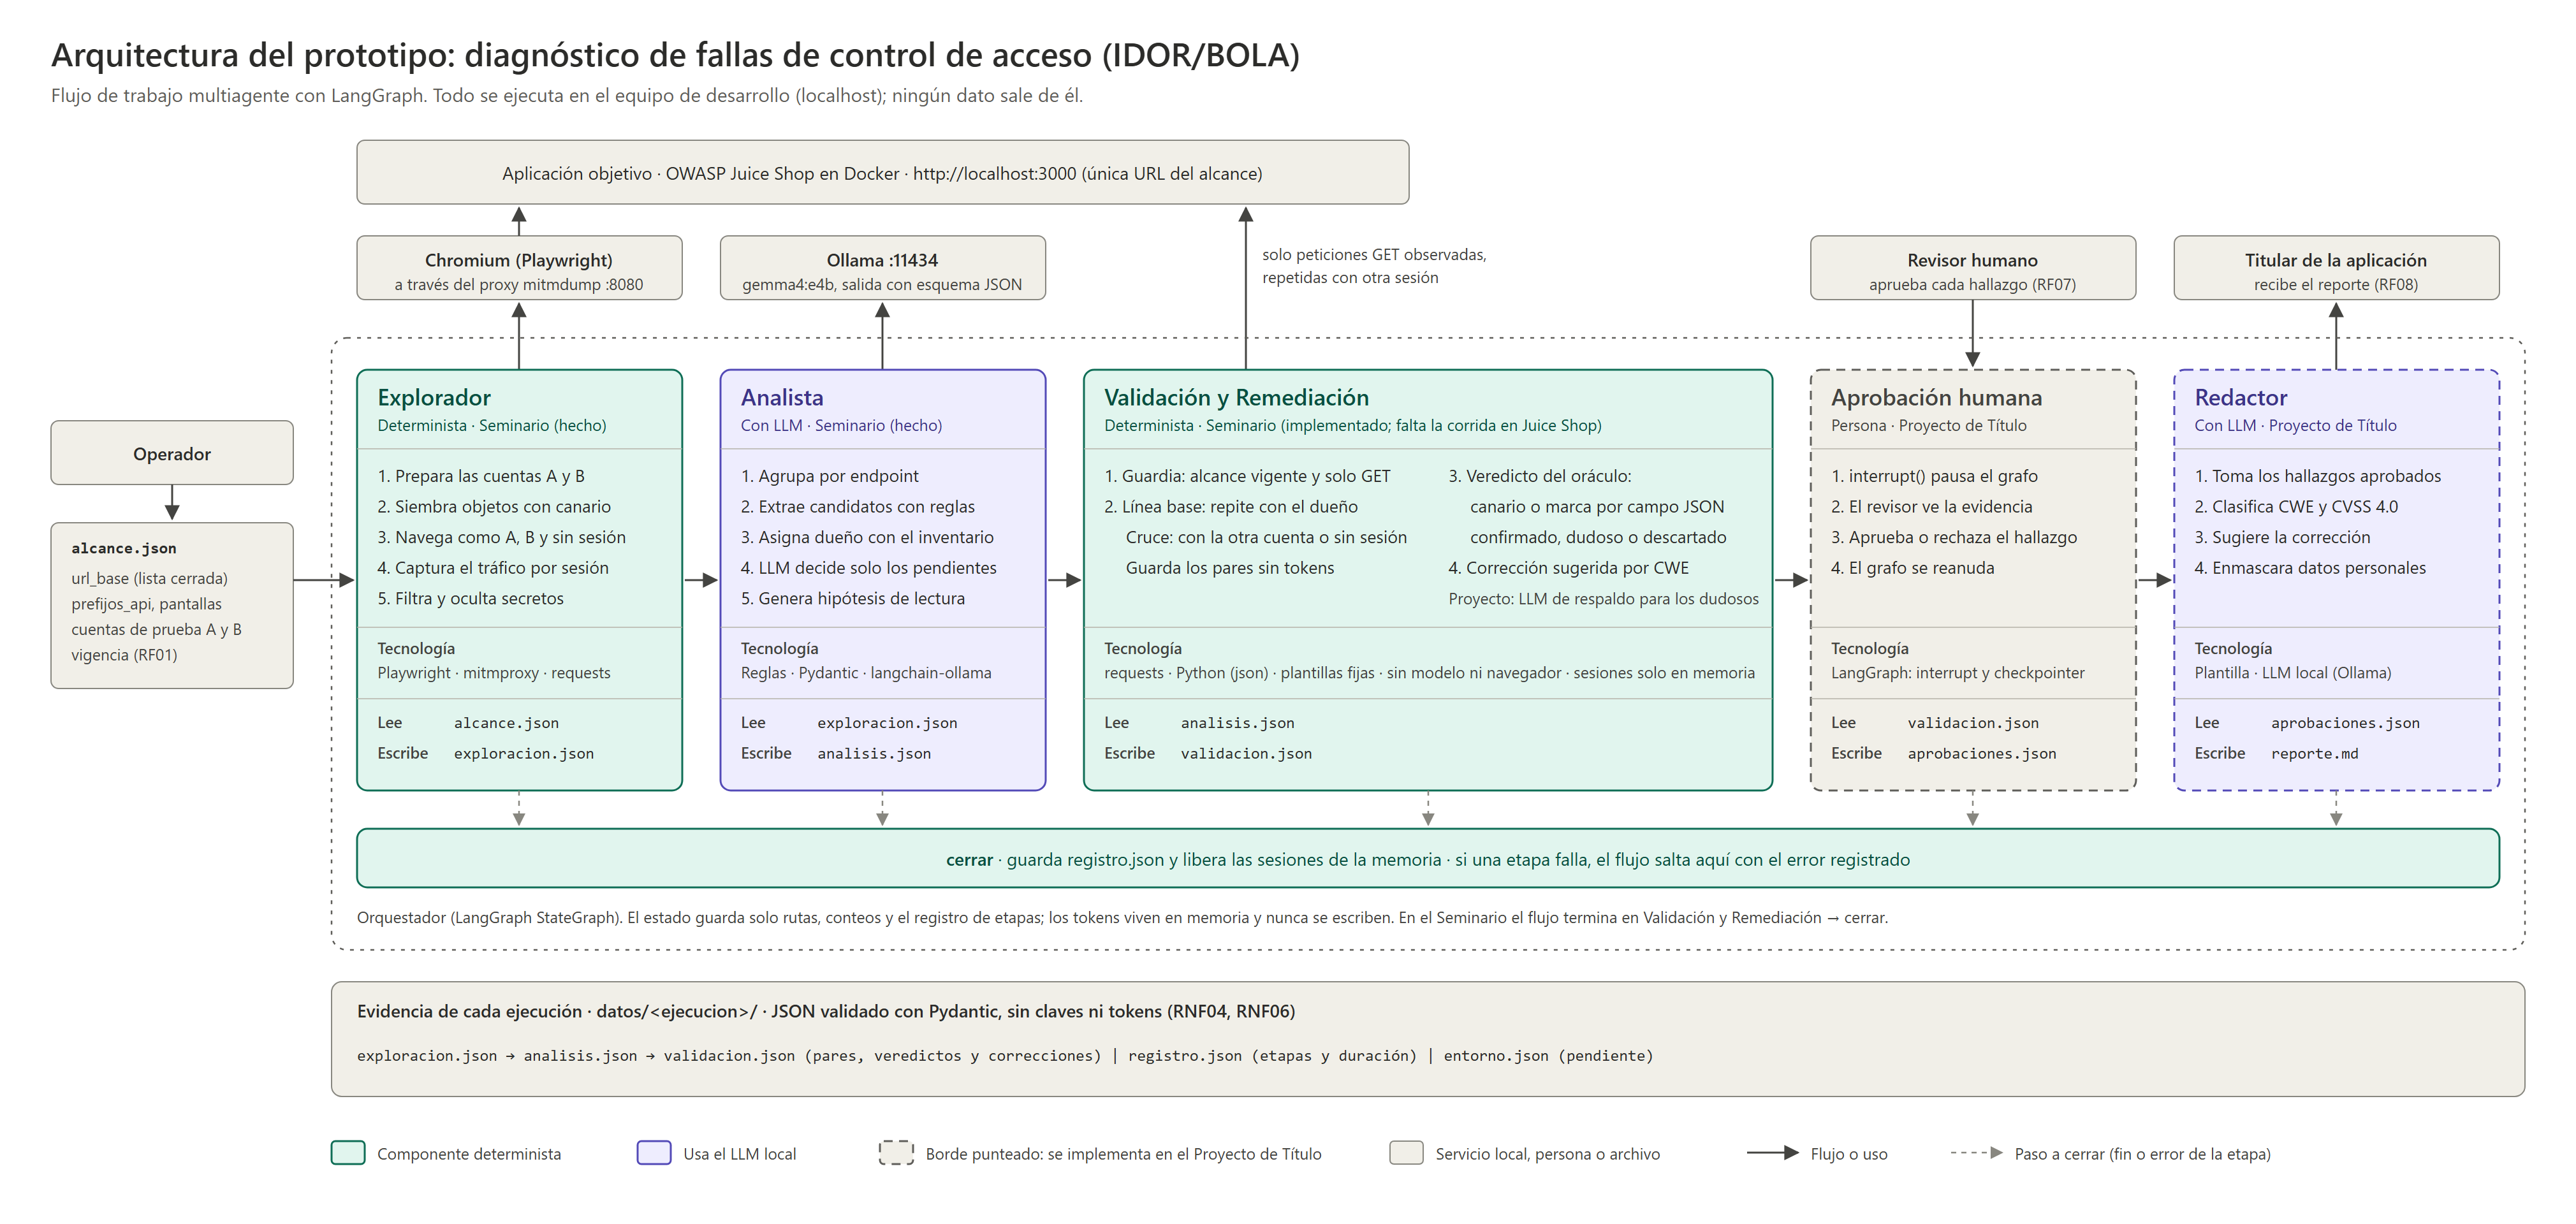 Arquitectura del prototipo: diagnóstico de fallas de control de acceso (IDOR/BOLA)
Flujo de trabajo multiagente con LangGraph. Todo se ejecuta en el equipo de desarrollo (localhost); ningún dato sale de él.
Aplicación objetivo · OWASP Juice Shop en Docker · http://localhost:3000 (única URL del alcance)
Chromium (Playwright)
a través del proxy mitmdump :8080
Ollama :11434
gemma4:e4b, salida con esquema JSON
solo peticiones GET observadas,
repetidas con otra sesión
Revisor humano
aprueba cada hallazgo (RF07)
Titular de la aplicación
recibe el reporte (RF08)
Operador
alcance.json
url_base (lista cerrada)
prefijos_api, pantallas
cuentas de prueba A y B
vigencia (RF01)
Explorador
Determinista · Seminario (hecho)
1. Prepara las cuentas A y B
2. Siembra objetos con canario
3. Navega como A, B y sin sesión
4. Captura el tráfico por sesión
5. Filtra y oculta secretos
Tecnología
Playwright · mitmproxy · requests
Lee alcance.json
Escribe exploracion.json
Analista
Con LLM · Seminario (hecho)
1. Agrupa por endpoint
2. Extrae candidatos con reglas
3. Asigna dueño con el inventario
4. LLM decide solo los pendientes
5. Genera hipótesis de lectura
Tecnología
Reglas · Pydantic · langchain-ollama
Lee exploracion.json
Escribe analisis.json
Validación y Remediación
Determinista · Seminario (implementado; falta la corrida en Juice Shop)
1. Guardia: alcance vigente y solo GET
2. Línea base: repite con el dueño
Cruce: con la otra cuenta o sin sesión
Guarda los pares sin tokens
3. Veredicto del oráculo:
canario o marca por campo JSON
confirmado, dudoso o descartado
4. Corrección sugerida por CWE
Proyecto: LLM de respaldo para los dudosos
Tecnología
requests · Python (json) · plantillas fijas · sin modelo ni navegador · sesiones solo en memoria
Lee analisis.json
Escribe validacion.json
Aprobación humana
Persona · Proyecto de Título
1. interrupt() pausa el grafo
2. El revisor ve la evidencia
3. Aprueba o rechaza el hallazgo
4. El grafo se reanuda
Tecnología
LangGraph: interrupt y checkpointer
Lee validacion.json
Escribe aprobaciones.json
Redactor
Con LLM · Proyecto de Título
1. Toma los hallazgos aprobados
2. Clasifica CWE y CVSS 4.0
3. Sugiere la corrección
4. Enmascara datos personales
Tecnología
Plantilla · LLM local (Ollama)
Lee aprobaciones.json
Escribe reporte.md
cerrar · guarda registro.json y libera las sesiones de la memoria · si una etapa falla, el flujo salta aquí con el error registrado
Orquestador (LangGraph StateGraph). El estado guarda solo rutas, conteos y el registro de etapas; los tokens viven en memoria y nunca se escriben. En el Seminario el flujo termina en Validación y Remediación → cerrar.
Evidencia de cada ejecución · datos/<ejecucion>/ · JSON validado con Pydantic, sin claves ni tokens (RNF04, RNF06)
exploracion.json → analisis.json → validacion.json (pares, veredictos y correcciones) | registro.json (etapas y duración) | entorno.json (pendiente)
Componente determinista
Usa el LLM local
Borde punteado: se implementa en el Proyecto de Título
Servicio local, persona o archivo
Flujo o uso
Paso a cerrar (fin o error de la etapa)